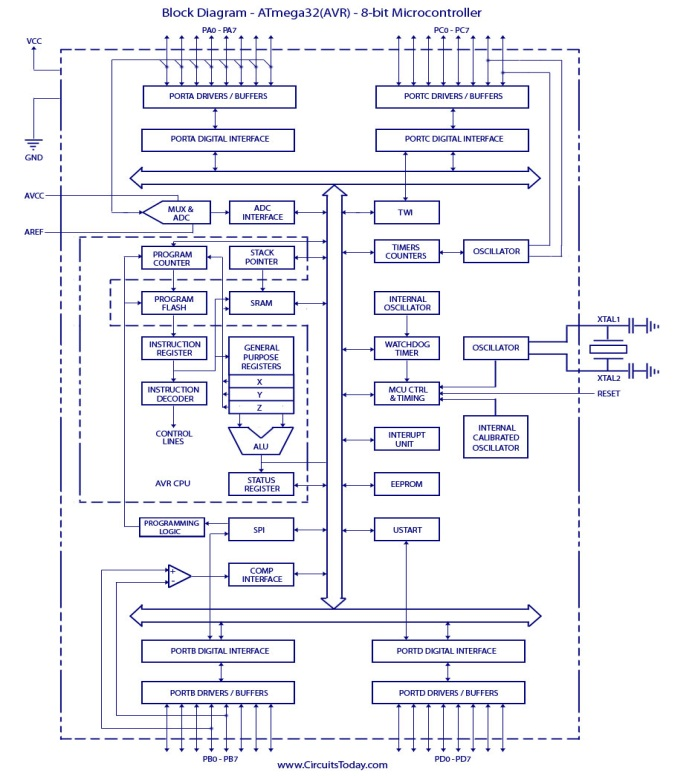 Block Diagram - ATmega32(AVR) - 8-bit Microcontroller
PA0 - PA7
PC0 - PC7
VCC
GND
PORTA DRIVERS / BUFFERS
PORTC DRIVERS / BUFFERS
PORTA DIGITAL INTERFACE
PORTC DIGITAL INTERFACE
AVCC
AREF
MUX &
ADC
ADC
INTERFACE
TWI
PROGRAM
COUNTER
STACK
POINTER
TIMERS
COUNTERS
OSCILLATOR
PROGRAM
FLASH
SRAM
INTERNAL
OSCILLATOR
XTAL1
INSTRUCTION
REGISTER
GENERAL
PURPOSE
REGISTERS
X
Y
Z
WATCHDOG
TIMER
OSCILLATOR
XTAL2
INSTRUCTION
DECODER
MCU CTRL
& TIMING
RESET
CONTROL
LINES
ALU
INTERUPT
UNIT
INTERNAL
CALIBRATED
OSCILLATOR
AVR CPU
STATUS
REGISTER
EEPROM
PROGRAMMING
LOGIC
SPI
USTART
+
-
COMP
INTERFACE
PORTB DIGITAL INTERFACE
PORTD DIGITAL INTERFACE
PORTB DRIVERS / BUFFERS
PORTD DRIVERS / BUFFERS
PB0 - PB7
PD0 - PD7
www.CircuitsToday.com